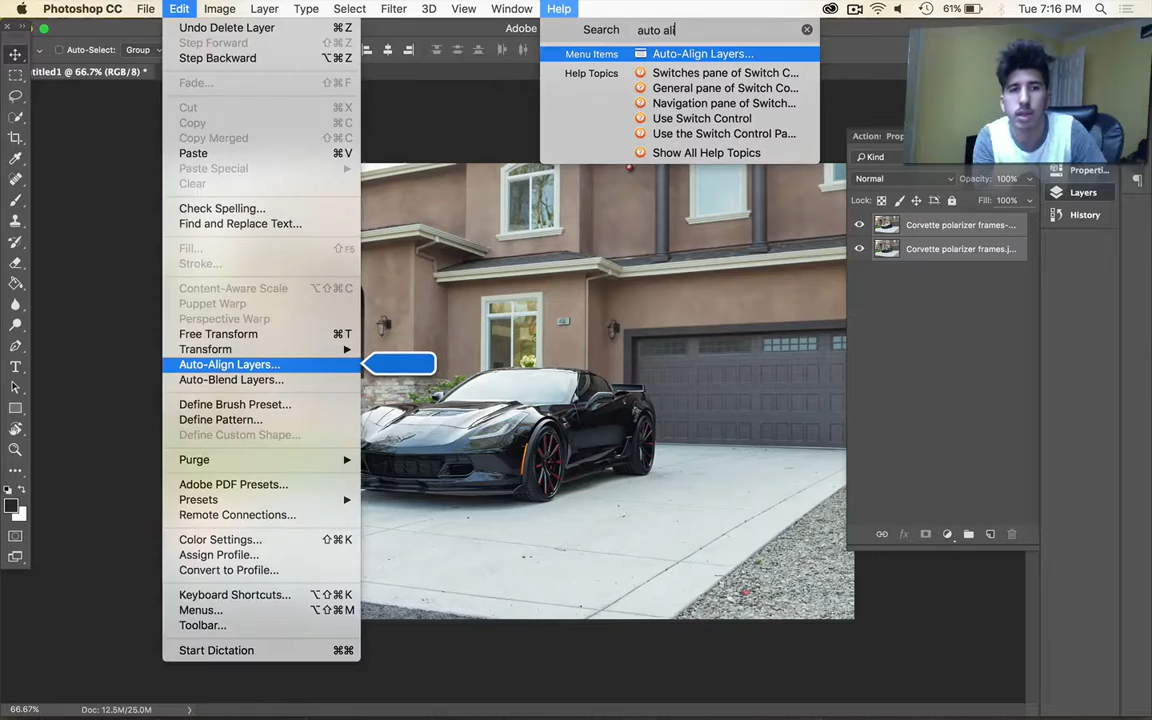 Photoshop CC File Edit Image Layer Type Select Filter 3D View Window Help 61% Tue 7:16 PM
Undo Delete Layer ⌘Z
Step Forward ⇧⌘Z
Step Backward ⌥⌘Z
Fade... ⇧⌘F
Cut ⌘X
Copy ⌘C
Copy Merged ⇧⌘C
Paste ⌘V
Paste Special
Clear
Check Spelling...
Find and Replace Text...
Fill... ⇧F5
Stroke...
Content-Aware Scale ⌥⇧⌘C
Puppet Warp
Perspective Warp
Free Transform ⌘T
Transform
Auto-Align Layers...
Auto-Blend Layers...
Define Brush Preset...
Define Pattern...
Define Custom Shape...
Purge
Adobe PDF Presets...
Presets
Remote Connections...
Color Settings... ⇧⌘K
Assign Profile...
Convert to Profile...
Keyboard Shortcuts... ⌥⇧⌘K
Menus... ⌥⇧⌘M
Toolbar...
Start Dictation ⌘⌘
Adobe
Auto-Select: Group
ntitled1 @ 66.7% (RGB/8) *
Search auto ali
Menu Items Auto-Align Layers...
Help Topics Switches pane of Switch C...
General pane of Switch Co...
Navigation pane of Switch...
Use Switch Control
Use the Switch Control Pa...
Show All Help Topics
Action: Prop
Kind
Normal Opacity: 100%
Lock: Fill: 100%
Corvette polarizer frames-...
Corvette polarizer frames.j...
Properti...
Layers
History
66.67% Doc: 12.5M/25.0M